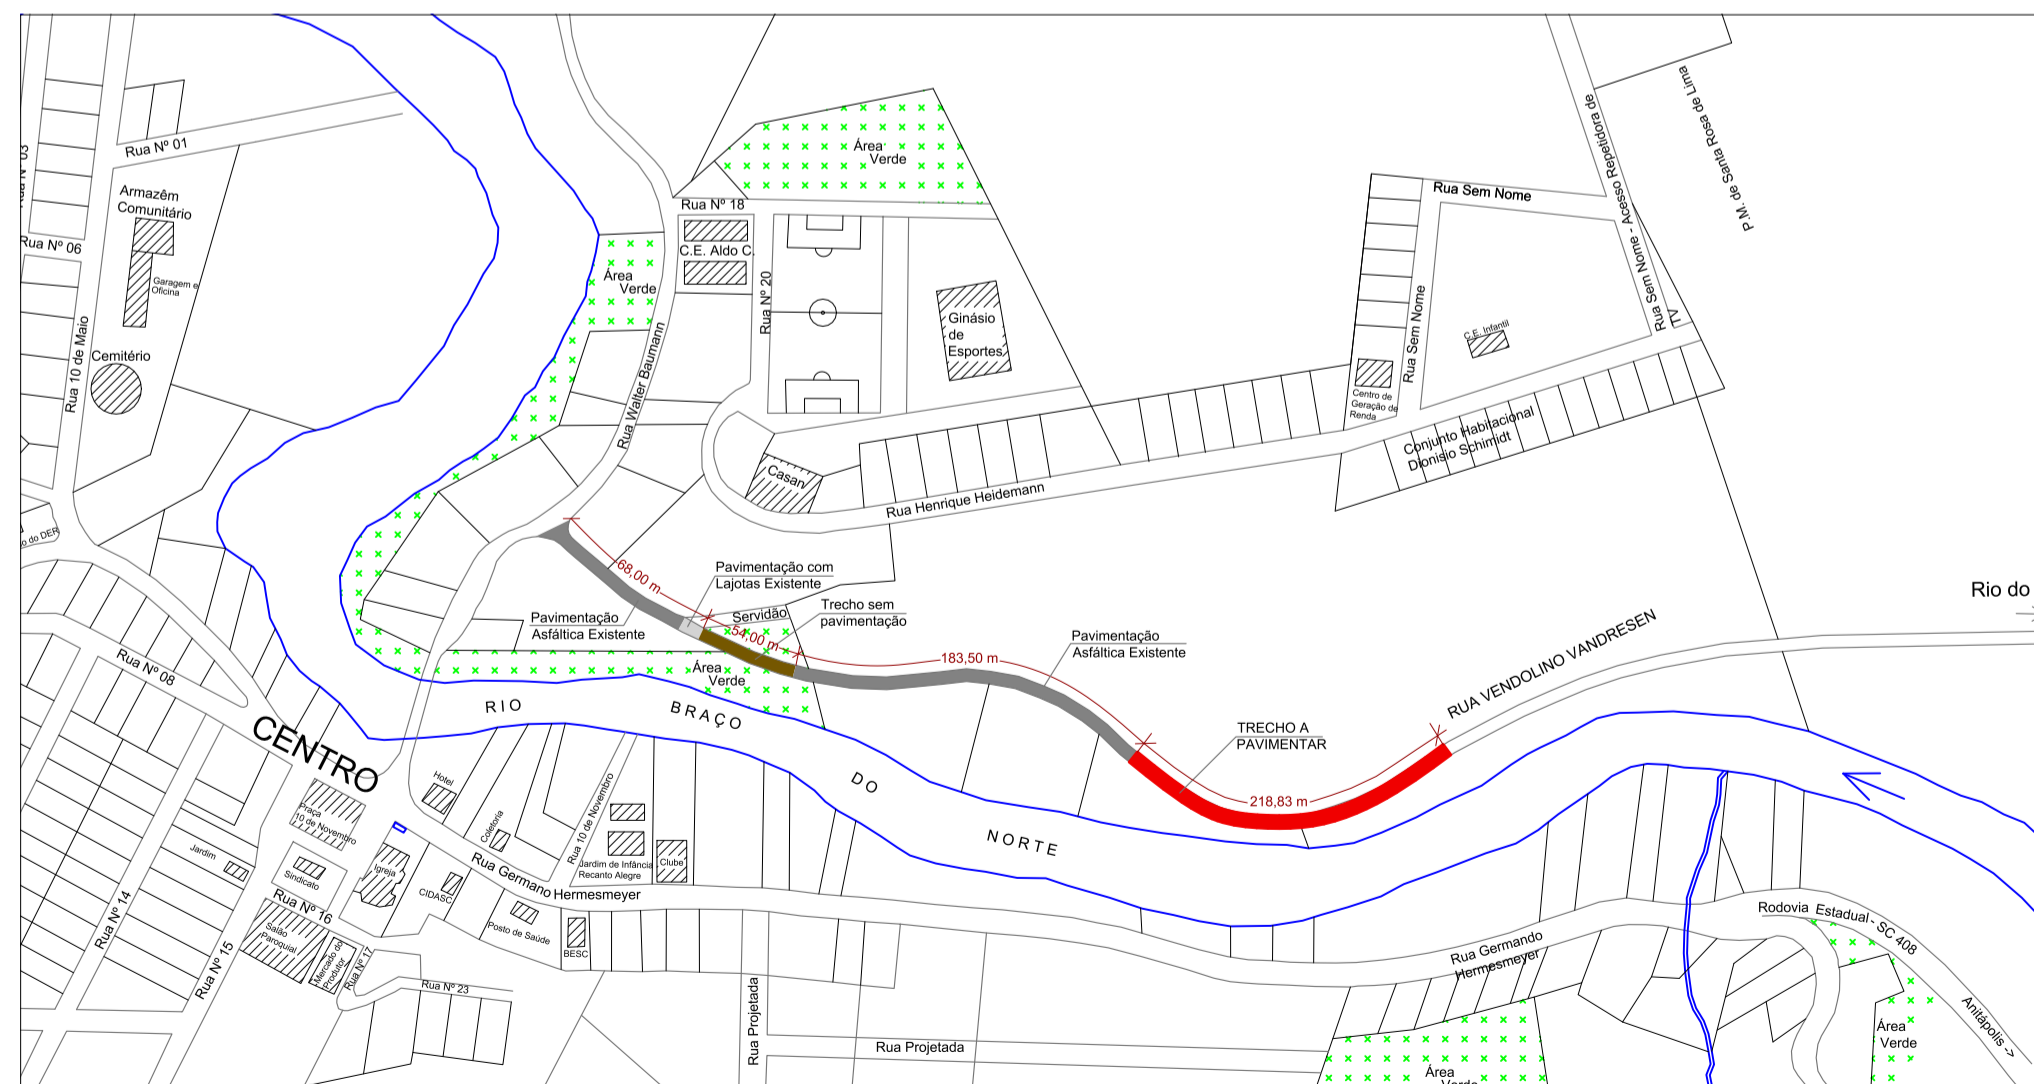 Rua Nº 01
Armazêm
Comunitário
Rua Nº 06
Garagem e
Oficina
Rua 10 de Maio
Cemitério
Área
Verde
Rua Nº 18
C.E. Aldo C.
Rua Nº 20
Área
Verde
Rua Walter Baumann
Ginásio
de
Esportes
Casan
Rua Henrique Heidemann
Rua Sem Nome
Rua Sem Nome
C.E. Infantil
Centro de
Geração de
Renda
Conjunto Habitacional
Dionisio Schimidt
Rua Sem Nome - Acesso Repetidora de
TV
P.M. de Santa Rosa de Lima
Rio do
68,00 m
Pavimentação com
Lajotas Existente
Pavimentação
Asfáltica Existente
Servidão
Trecho sem
pavimentação
54,00 m
183,50 m
Pavimentação
Asfáltica Existente
Área
Verde
RUA VENDOLINO VANDRESEN
TRECHO A
PAVIMENTAR
218,83 m
RIO
BRAÇO
DO
NORTE
Rua Nº 08
CENTRO
Praça
10 de Novembro
Hotel
Coletoria
Rua 10 de Novembro
Jardim de Infância
Recanto Alegre
Clube
Jardim
Sindicato
Igreja
CIDASC
Rua Germano
Hermesmeyer
Posto de Saúde
BESC
Rua Nº 16
Rua Nº 14
Salão
Paroquial
Rua Nº 15
Mercado do
Produtor
Rua Nº 17
Rua Nº 23
Rua Projetada
Rua Projetada
Rua Germando
Hermesmeyer
Rodovia Estadual - SC 408
Anitápolis ->
Área
Verde
Área